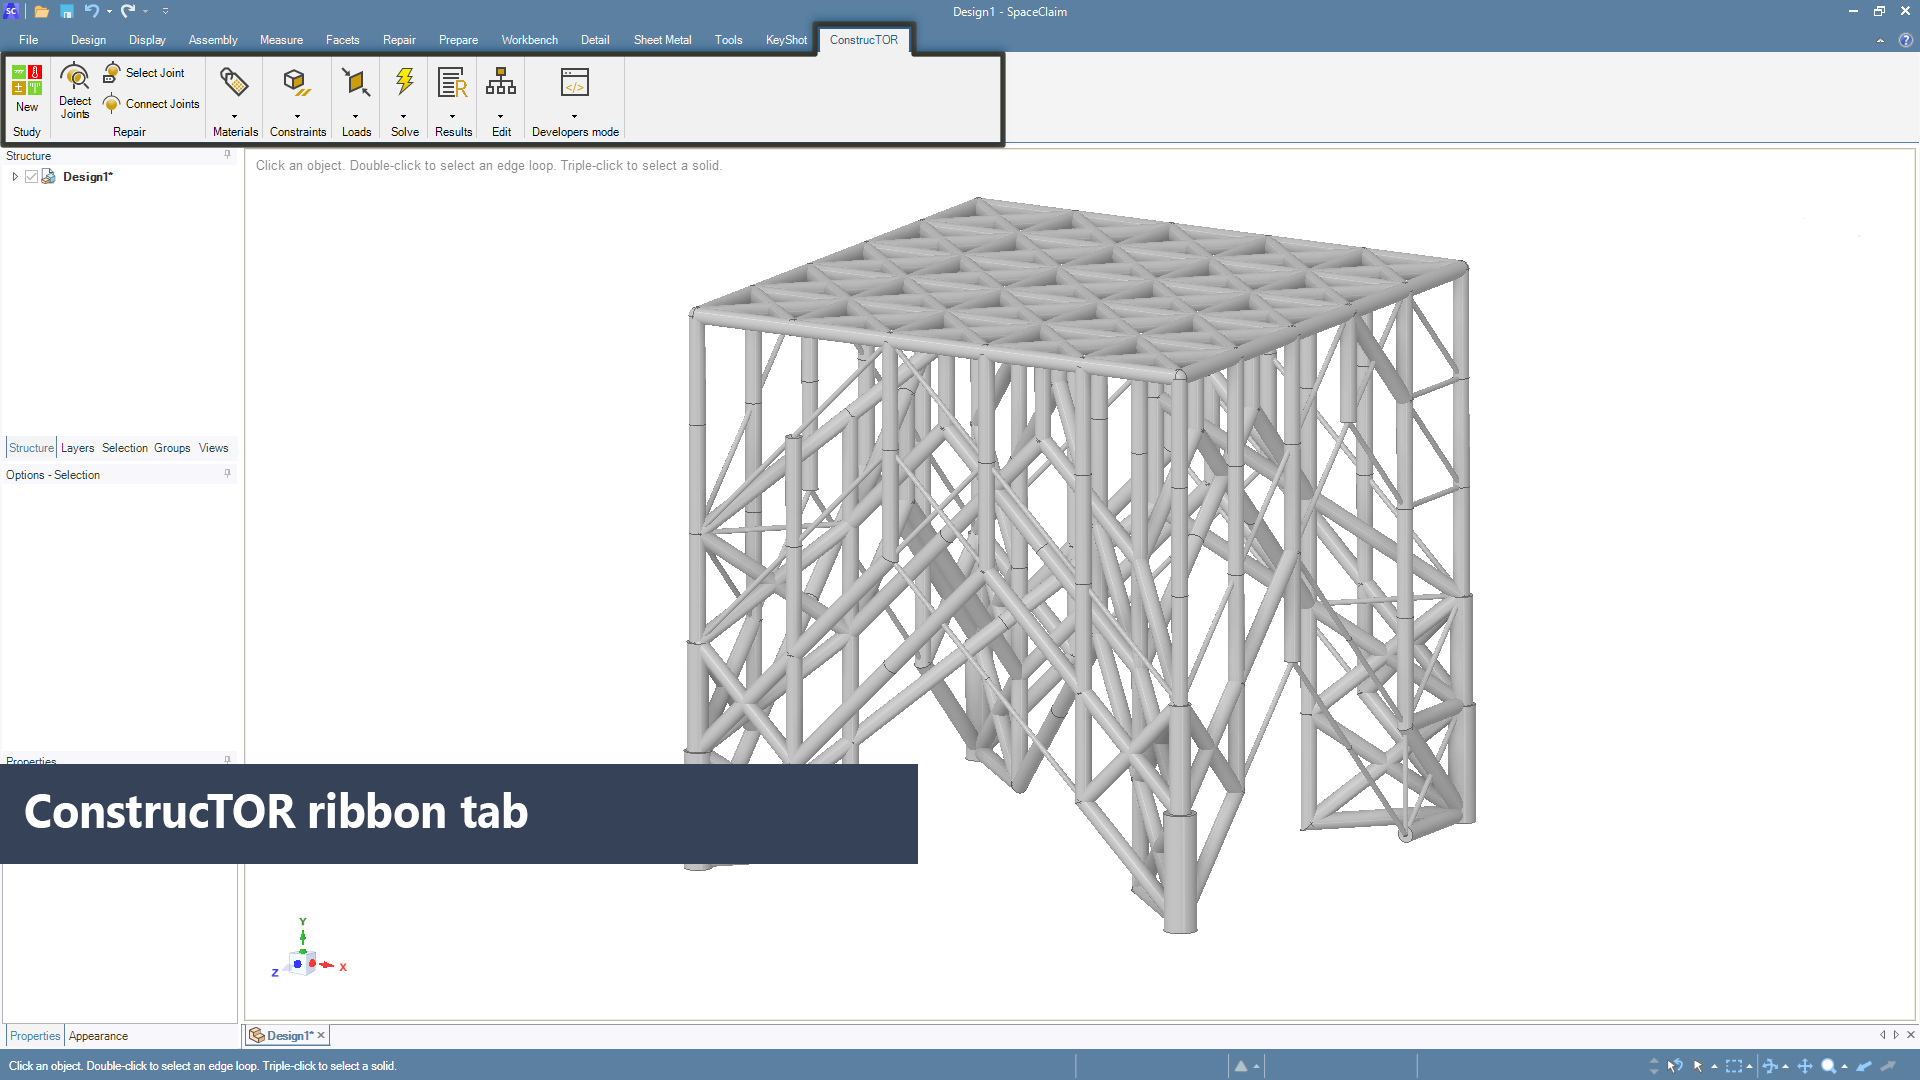 SC
Design1 - SpaceClaim
File Design Display Assembly Measure Facets Repair Prepare Workbench Detail Sheet Metal Tools KeyShot ConstrucTOR
New
Study
Detect
Joints
Select Joint
Connect Joints
Repair
Materials
Constraints
Loads
Solve
Results
Edit
Developers mode
Structure
Design1*
Click an object. Double-click to select an edge loop. Triple-click to select a solid.
Structure Layers Selection Groups Views
Options - Selection
Properties
ConstrucTOR ribbon tab
Y
Z
X
Properties Appearance
Design1*
Click an object. Double-click to select an edge loop. Triple-click to select a solid.